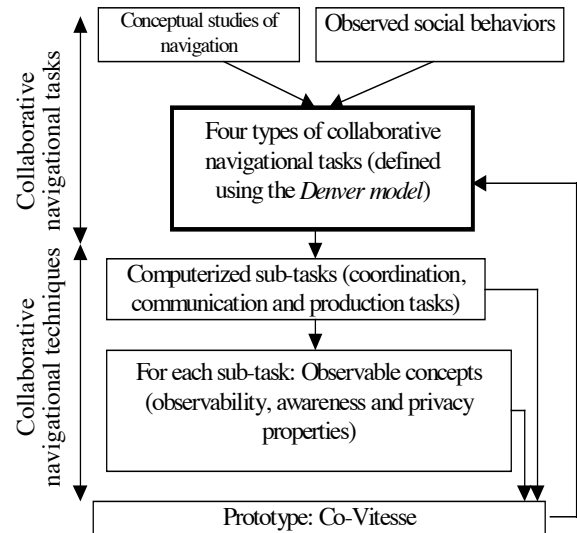 Conceptual studies of
navigation
Observed social behaviors
Collaborative
navigational tasks
Four types of collaborative
navigational tasks (defined
using the Denver model)
Collaborative
navigational techniques
Computerized sub-tasks (coordination,
communication and production tasks)
For each sub-task: Observable concepts
(observability, awareness and privacy
properties)
Prototype: Co-Vitesse